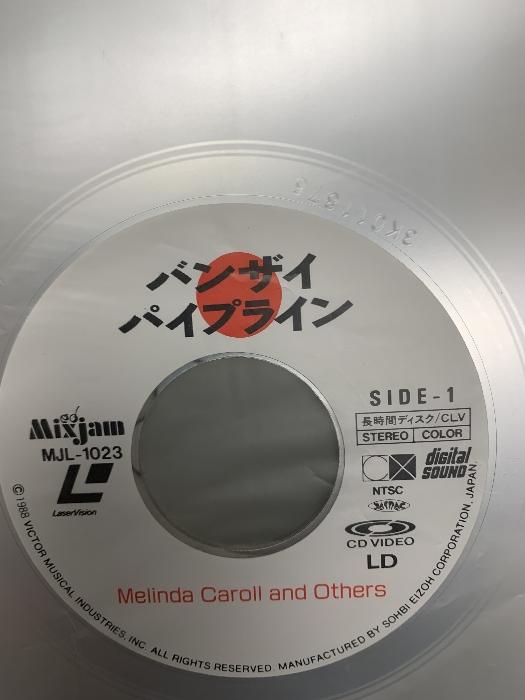 バンザイ
パイプライン
SIDE-1
長時間ディスク/CLV
STEREO COLOR
digital
SOUND
NTSC
CD VIDEO
LD
Mixjam
MJL-1023
LaserVision
Melinda Caroll and Others
©1988 VICTOR MUSICAL INDUSTRIES, INC. ALL RIGHTS RESERVED. MANUFACTURED BY SOHBI EIZOH CORPORATION, JAPAN